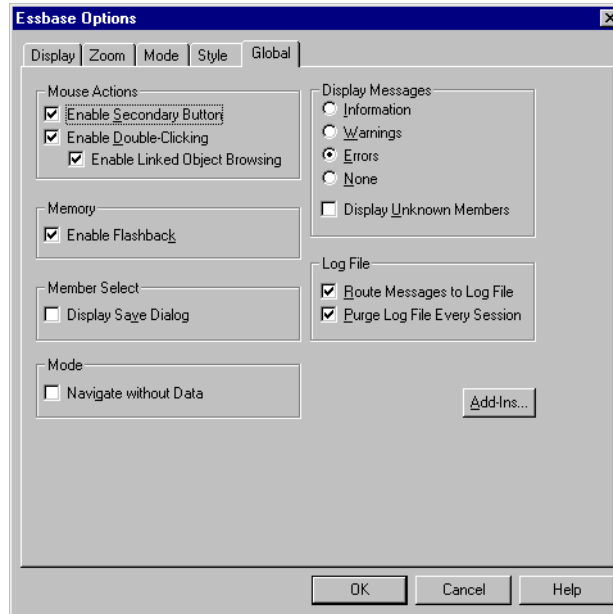 Essbase Options
Display
Zoom
Mode
Style
Global
Mouse Actions
Enable Secondary Button
Enable Double-Clicking
Enable Linked Object Browsing
Memory
Enable Flashback
Member Select
Display Save Dialog
Mode
Navigate without Data
Display Messages
Information
Warnings
Errors
None
Display Unknown Members
Log File
Route Messages to Log File
Purge Log File Every Session
Add-Ins...
OK
Cancel
Help